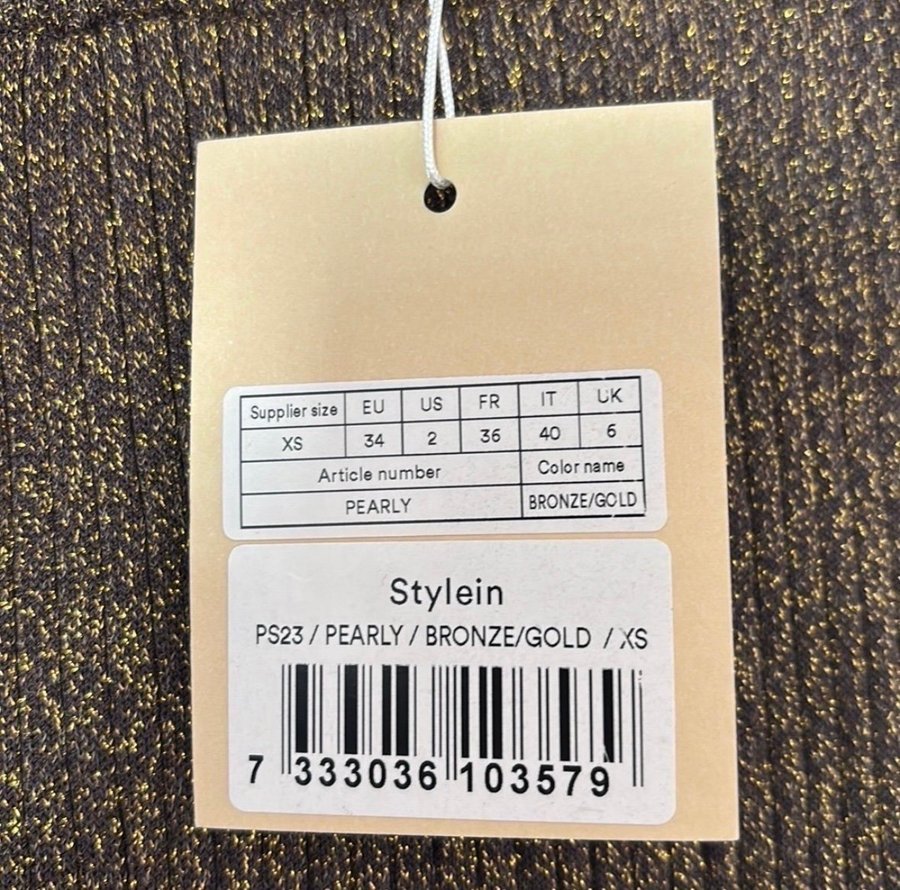 Supplier size EU US FR IT UK
XS 34 2 36 40 6
Article number Color name
PEARLY BRONZE/GOLD
Stylein
PS23 / PEARLY / BRONZE/GOLD / XS
7 333036 103579